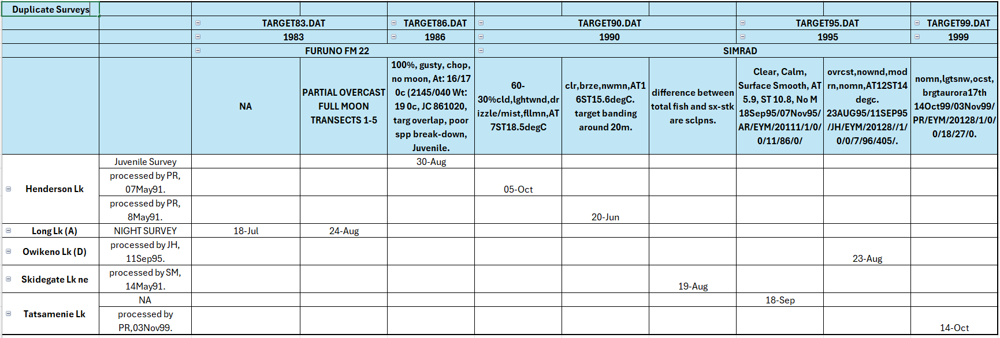 Duplicate Surveys
TARGET83.DAT TARGET86.DAT TARGET90.DAT TARGET95.DAT TARGET99.DAT
1983 1986 1990 1995 1999
FURUNO FM 22 SIMRAD
NA
PARTIAL OVERCAST
FULL MOON
TRANSECTS 1-5
100%, gusty, chop,
no moon, At: 16/17
0c (2145/040 Wt:
19 0c, JC 861020,
targ overlap, poor
spp break-down,
Juvenile.
60-
30%cld,lghtwnd,dr
izzle/mist,fllmn,AT
7ST18.5degC
clr,brze,nwmn,AT1
6ST15.6degC.
target banding
around 20m.
difference between
total fish and sx-stk
are sclpns.
Clear, Calm,
Surface Smooth, AT
5.9, ST 10.8, No M
18Sep95/07Nov95/
AR/EYM/20111/1/0/
0/11/86/0/
ovrcst,nownd,mod
rn,nomn,AT12ST14
degc.
23AUG95/11SEP95
/JH/EYM/20128//1/
0/0/7/96/405/.
nomn,lgtsnw,ocst,
brgtaurora17th
14Oct99/03Nov99/
PR/EYM/20128/1/0/
0/18/27/0.
Henderson Lk
Juvenile Survey 30-Aug
processed by PR,
07May91. 05-Oct
processed by PR,
8May91. 20-Jun
Long Lk (A) NIGHT SURVEY 18-Jul 24-Aug
Owikeno Lk (D)
processed by JH,
11Sep95. 23-Aug
Skidegate Lk ne
processed by SM,
14May91. 19-Aug
Tatsamenie Lk
NA 18-Sep
processed by
PR,03Nov99. 14-Oct